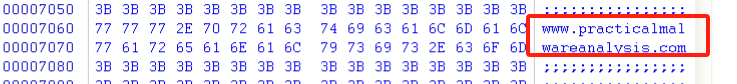 00007050 3B 3B 3B 3B 3B 3B 3B 3B 3B 3B 3B 3B 3B 3B 3B 3B ;;;;;;;;;;;;;;;;
00007060 77 77 77 2E 70 72 61 63 74 69 63 61 6C 6D 61 6C www.practicalmal
00007070 77 61 72 65 61 6E 61 6C 79 73 69 73 2E 63 6F 6D wareanalysis.com
00007080 3B 3B 3B 3B 3B 3B 3B 3B 3B 3B 3B 3B 3B 3B 3B 3B ;;;;;;;;;;;;;;;;